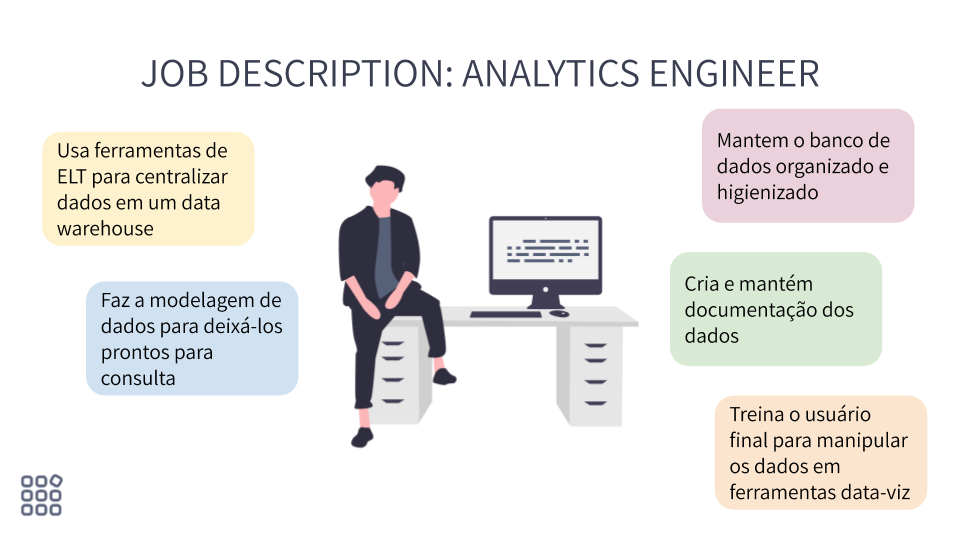 JOB DESCRIPTION: ANALYTICS ENGINEER
Usa ferramentas de
ELT para centralizar
dados em um data
warehouse
Faz a modelagem de
dados para deixá-los
prontos para
consulta
Mantem o banco de
dados organizado e
higienizado
Cria e mantém
documentação dos
dados
Treina o usuário
final para manipular
os dados em
ferramentas data-viz